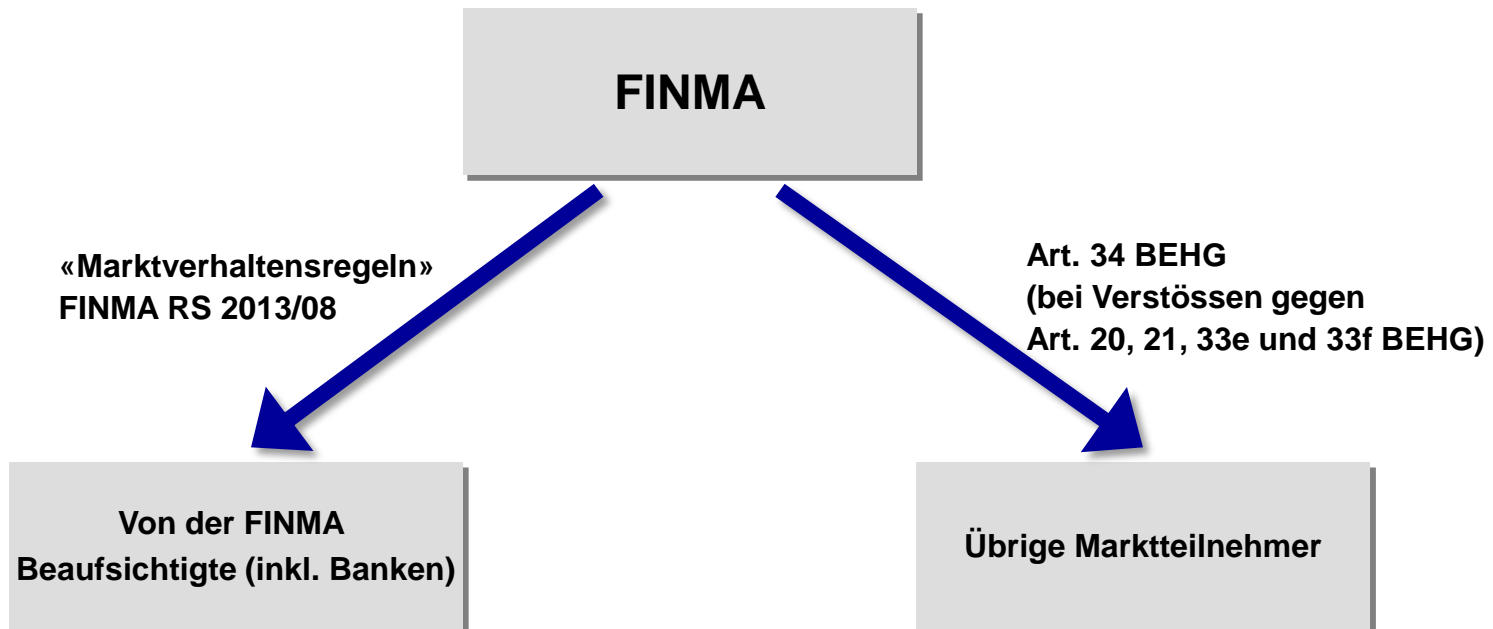 FINMA
«Marktverhaltensregeln»
FINMA RS 2013/08
Art. 34 BEHG
(bei Verstössen gegen
Art. 20, 21, 33e und 33f BEHG)
Von der FINMA
Beaufsichtigte (inkl. Banken)
Übrige Marktteilnehmer